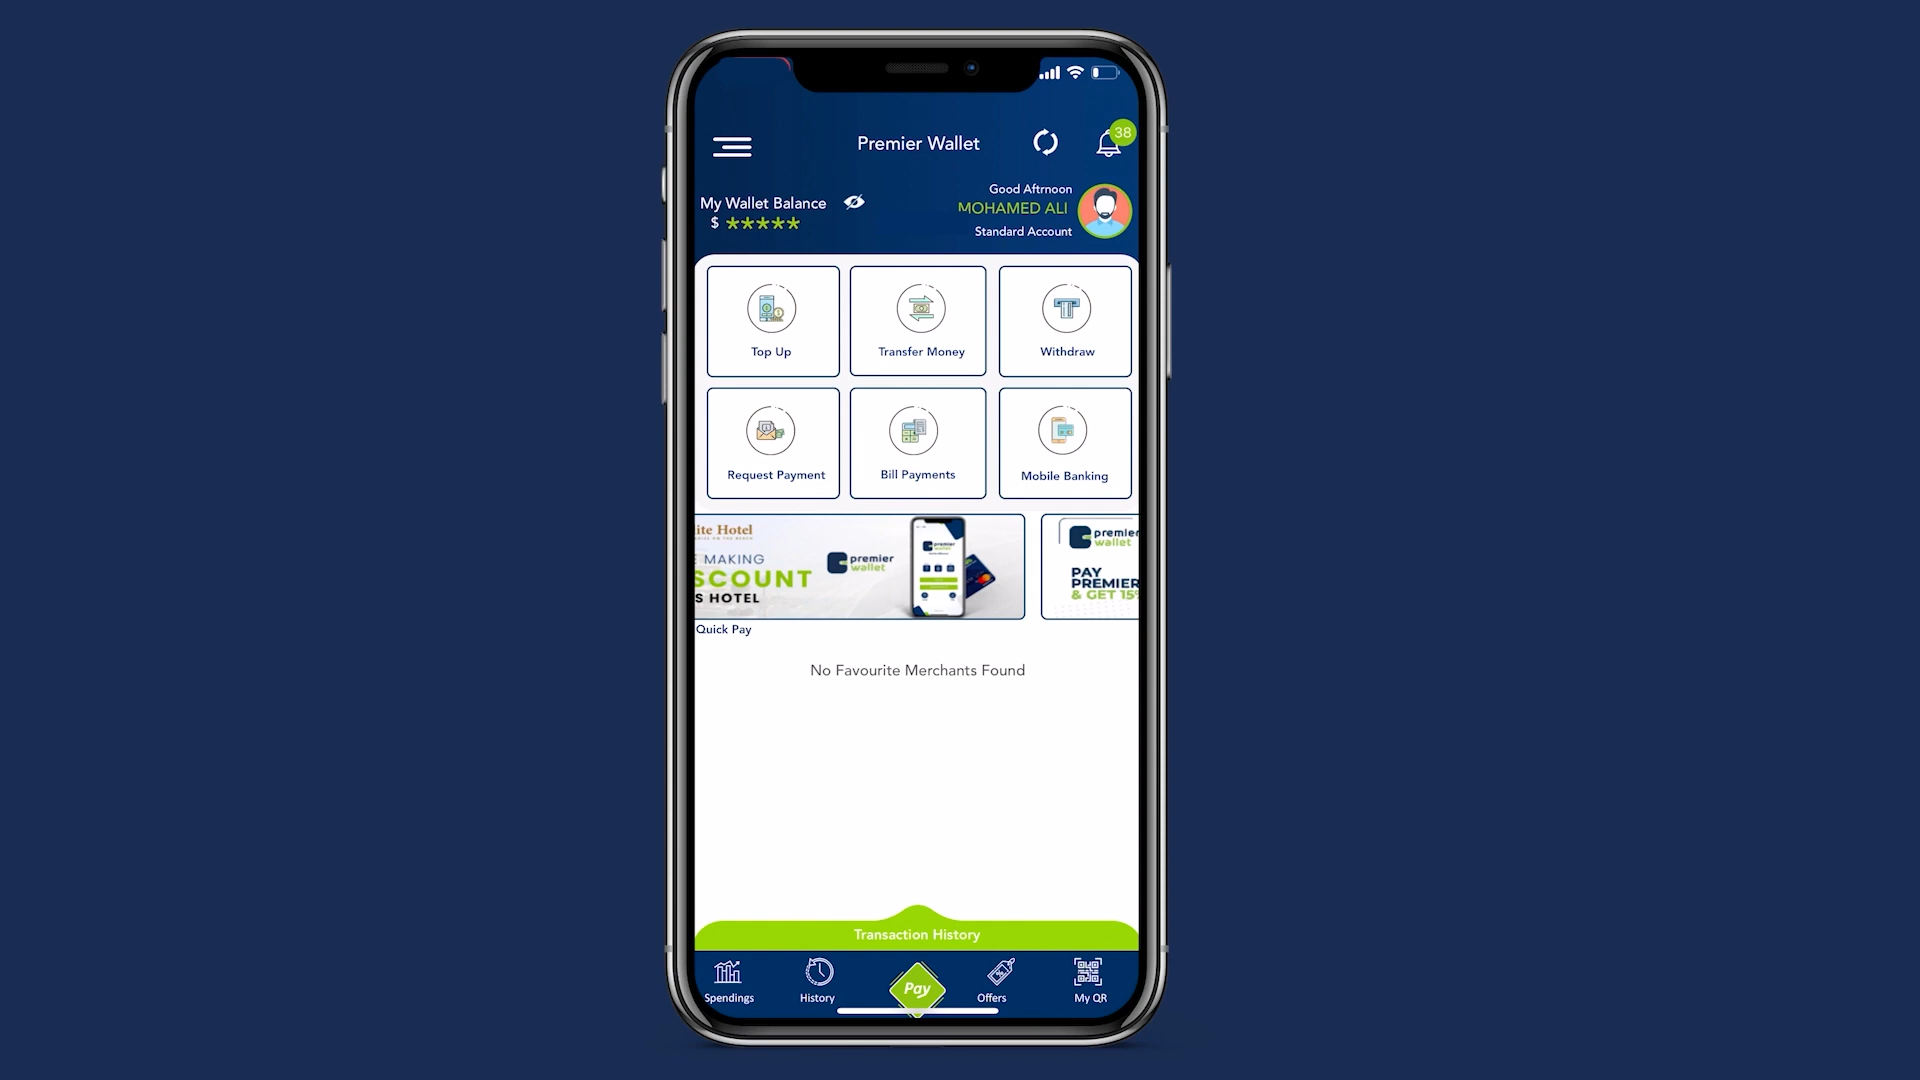 Premier Wallet
38
My Wallet Balance
$ *****
Good Aftrnoon
MOHAMED ALI
Standard Account
Top Up
Transfer Money
Withdraw
Request Payment
Bill Payments
Mobile Banking
ite Hotel
MAKING
SCOUNT
S HOTEL
premier
wallet
premier
wallet
premier
wallet
PAY
PREMIER
& GET 15%
Quick Pay
No Favourite Merchants Found
Transaction History
Spendings
History
Pay
Offers
My QR